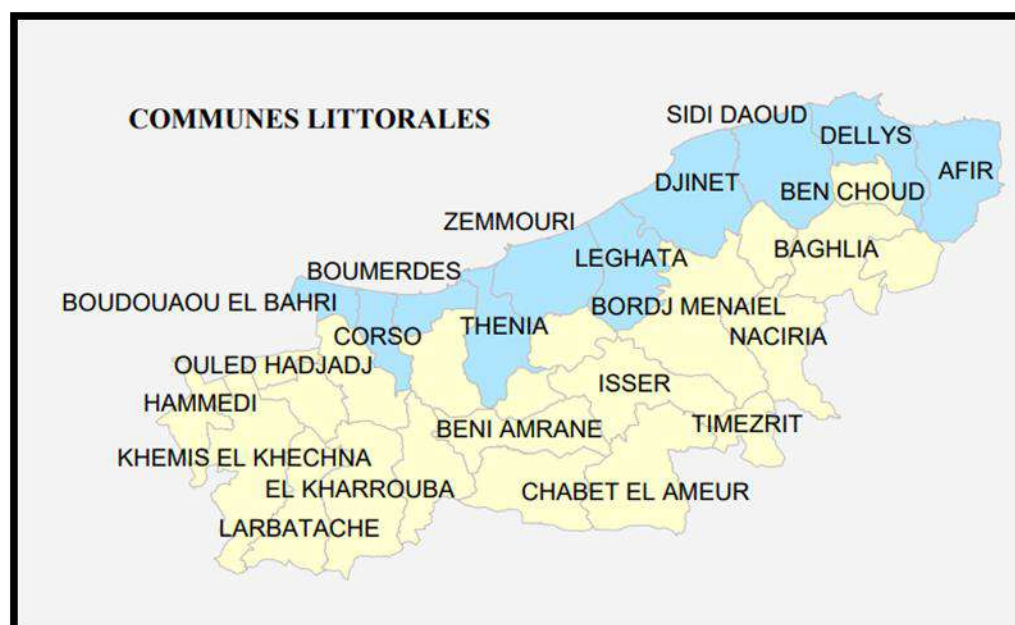 COMMUNES LITTORALES
SIDI DAOUD
DELLYS
AFIR
DJINET
BEN CHOUD
ZEMMOURI
BAGHLIA
LEGHATA
BOUMERDES
BOUDOUAOU EL BAHRI
BORDJ MENAIEL
THENIA
CORSO
NACIRIA
OULED HADJADJ
ISSER
HAMMEDI
TIMEZRIT
BENI AMRANE
KHEMIS EL KHECHNA
EL KHARROUBA
CHABET EL AMEUR
LARBATACHE